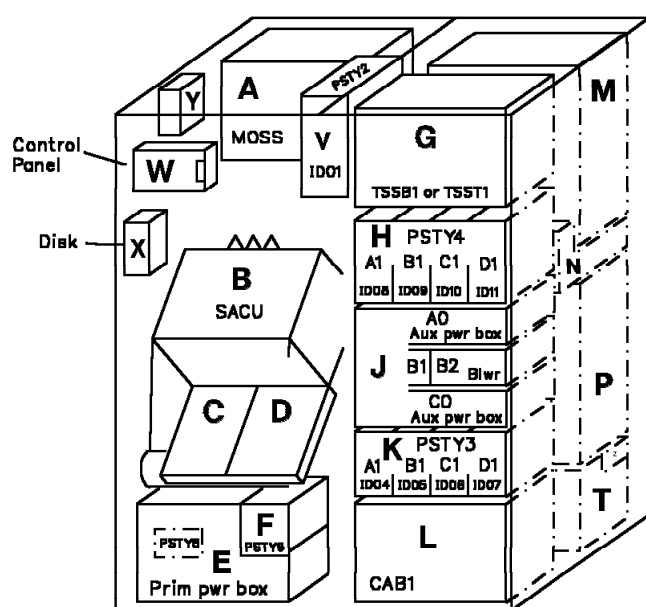 A
PSTY2
M
Y
MOSS
V
G
Control
Panel
W
ID01
TSSB1 or TSST1
Disk
X
H
PSTY4
N
A1 B1 C1 D1
B
ID08 ID09 ID10 ID11
SACU
A0
Aux pwr box
J
B1 B2 Blwr
P
C
D
C0
Aux pwr box
K
PSTY3
A1 B1 C1 D1
ID04 ID05 ID06 ID07
T
F
PSTY5
PSTY6
E
L
Prim pwr box
CAB1